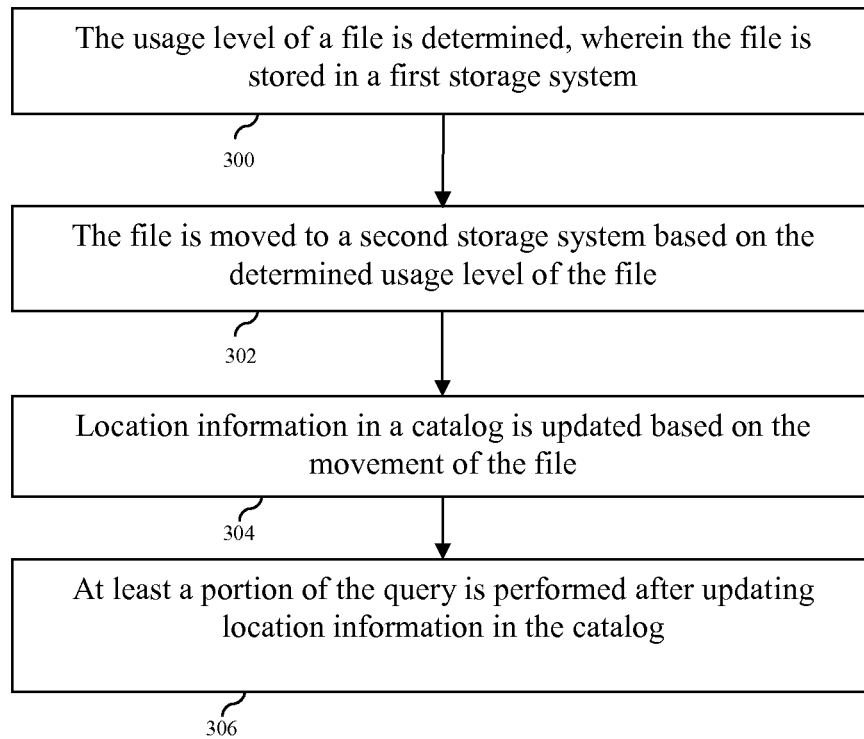 The usage level of a file is determined, wherein the file is
stored in a first storage system
300
The file is moved to a second storage system based on the
determined usage level of the file
302
Location information in a catalog is updated based on the
movement of the file
304
At least a portion of the query is performed after updating
location information in the catalog
306